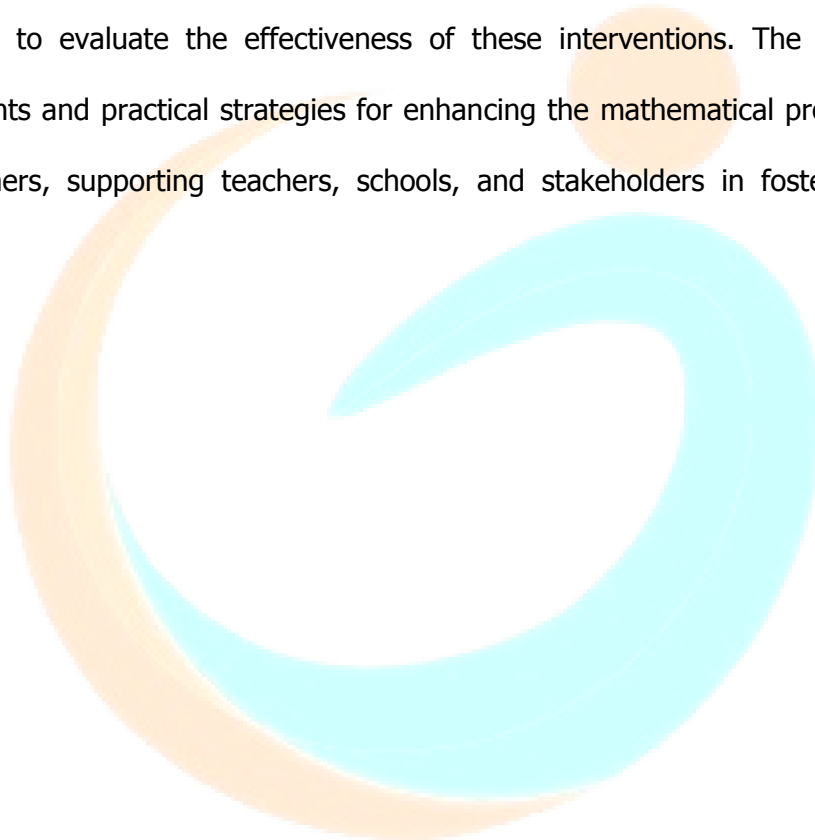 to evaluate the effectiveness of these interventions. The
nts and practical strategies for enhancing the mathematical pr
ers, supporting teachers, schools, and stakeholders in foste